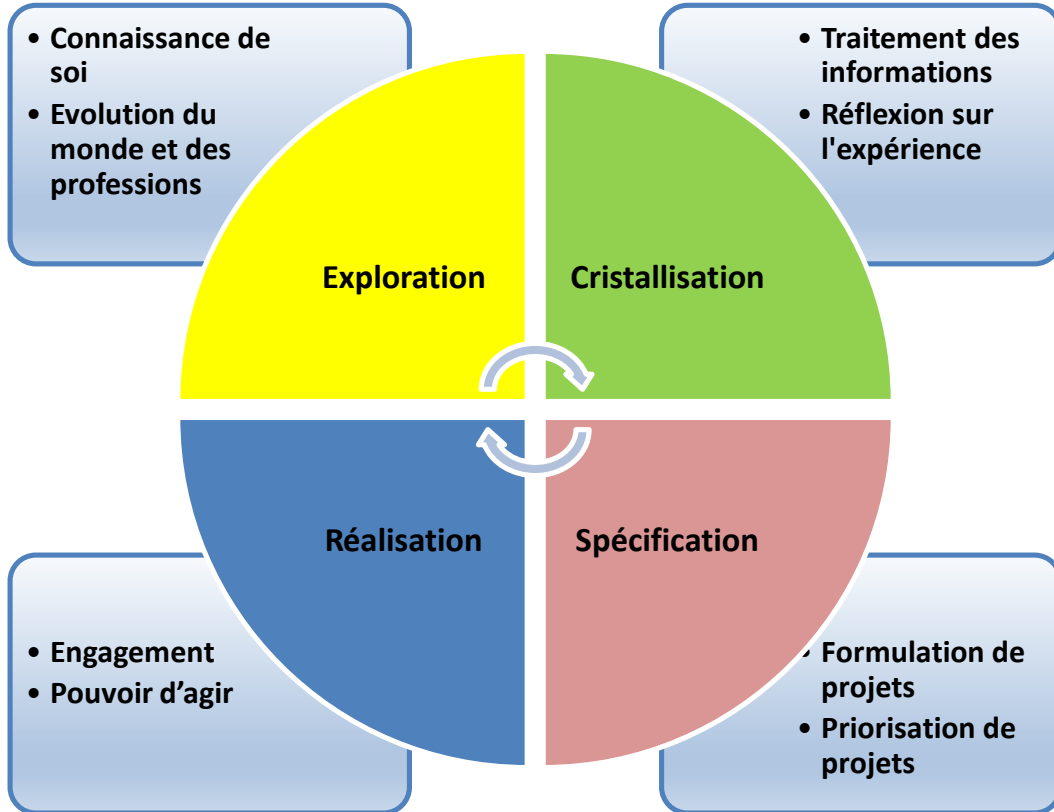 • Connaissance de
soi
• Evolution du
monde et des
professions
• Traitement des
informations
• Réflexion sur
l'expérience
Exploration
Cristallisation
Réalisation
Spécification
• Engagement
• Pouvoir d’agir
• Formulation de
projets
• Priorisation de
projets